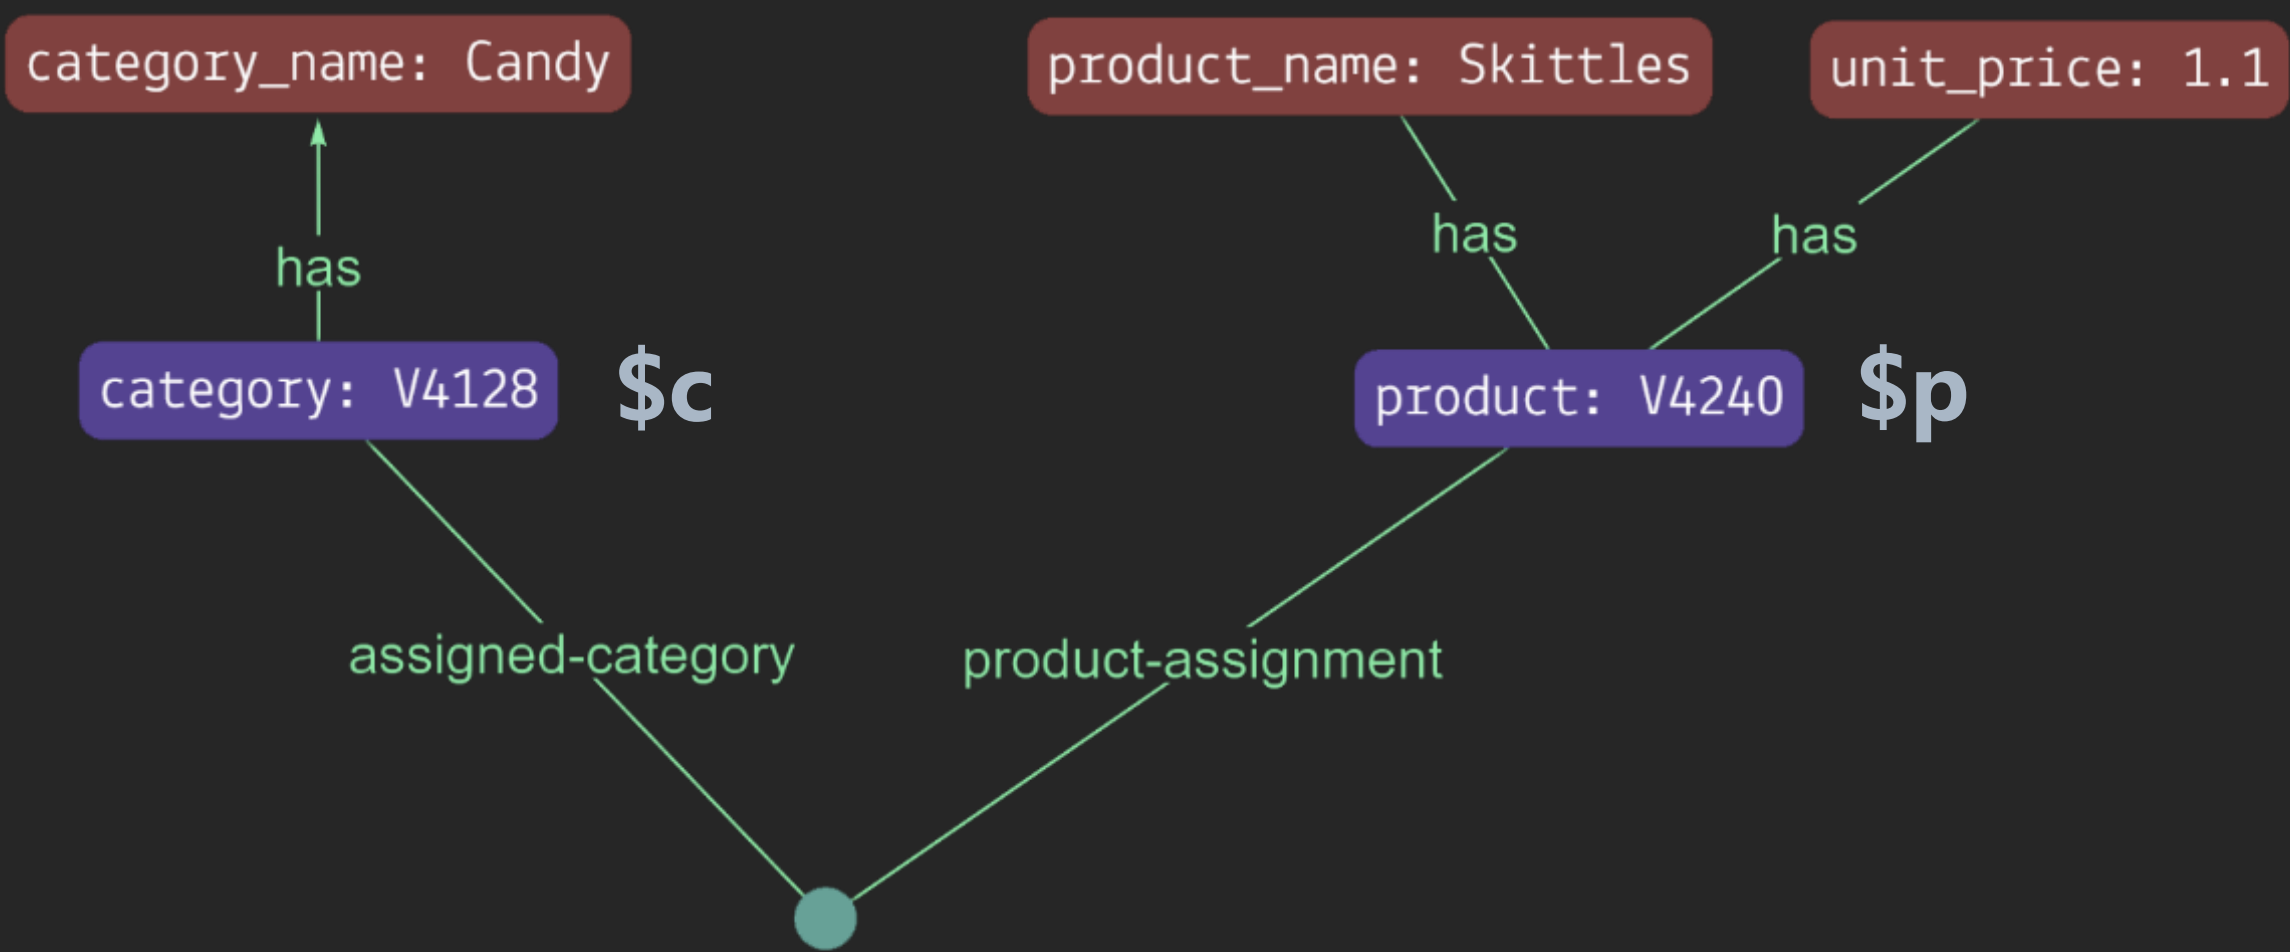 category_name: Candy
product_name: Skittles
unit_price: 1.1
has
has
has
category: V4128
$c
product: V4240
$p
assigned-category
product-assignment